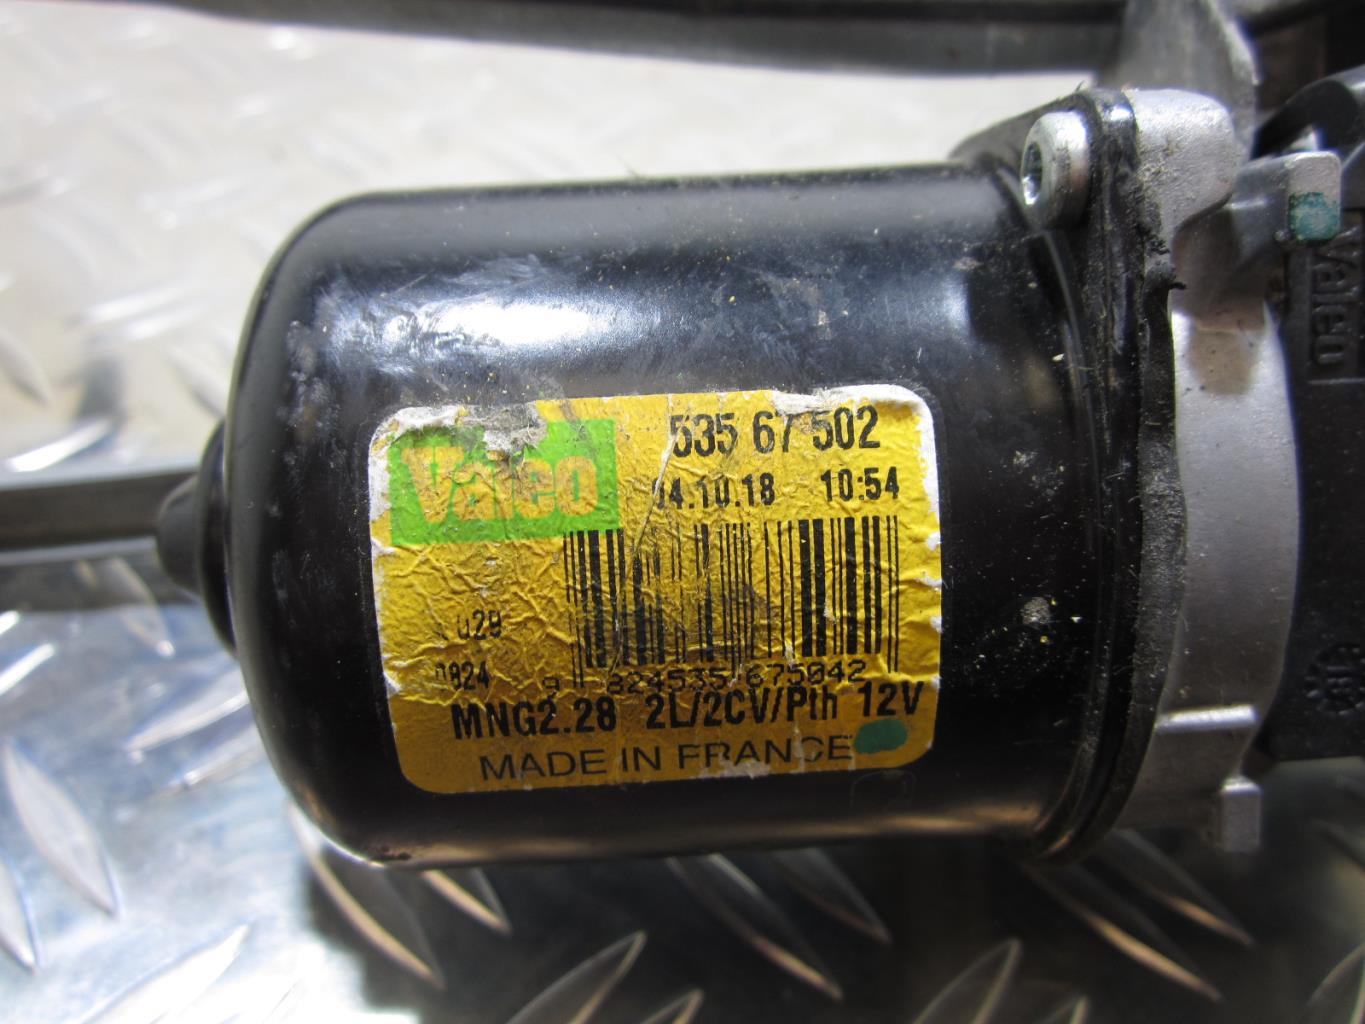 Valeo
535 67 502
04.10.18 10:54
029
0824
9 824535 675042
MNG2.28 2L/2CV/Pth 12V
MADE IN FRANCE
Valeo